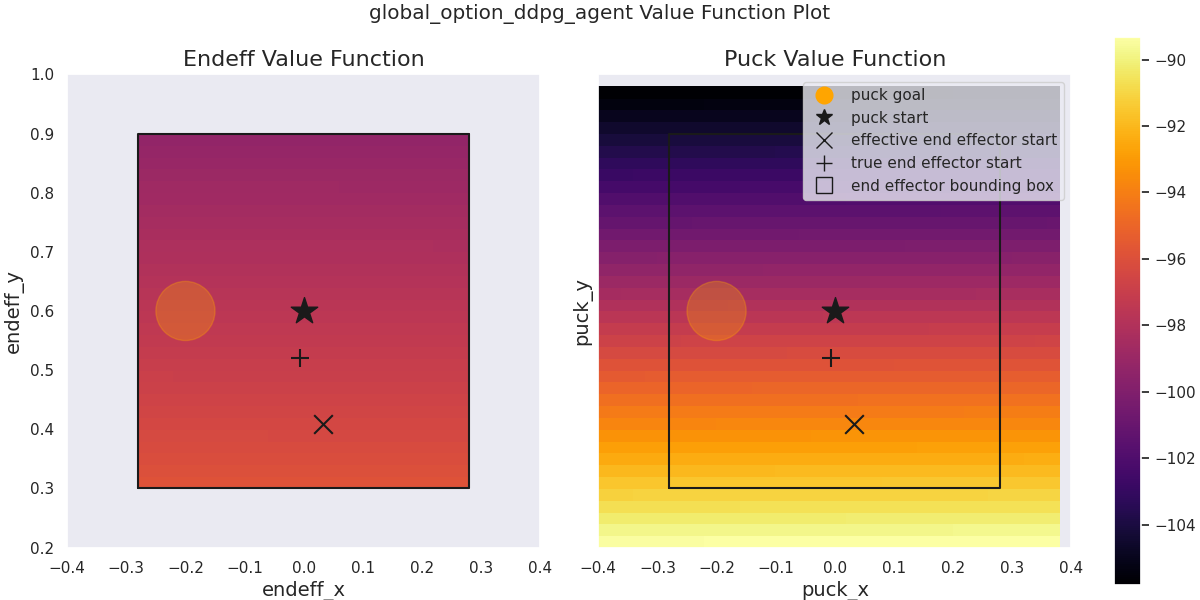 global_option_ddpg_agent Value Function Plot
Endeff Value Function
1.0
0.9
0.8
0.7
0.6
0.5
0.4
0.3
0.2
endeff_y
−0.4 −0.3 −0.2 −0.1 0.0 0.1 0.2 0.3 0.4
endeff_x
Puck Value Function
puck goal
puck start
effective end effector start
true end effector start
end effector bounding box
puck_y
−0.4 −0.3 −0.2 −0.1 0.0 0.1 0.2 0.3 0.4
puck_x
−90
−92
−94
−96
−98
−100
−102
−104